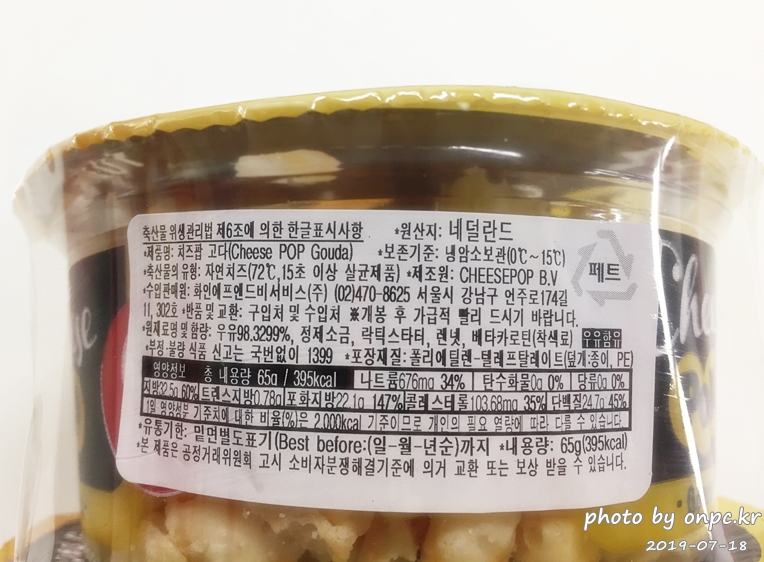 축산물 위생관리법 제6조에 의한 한글표시사항 *원산지: 네덜란드
*제품명: 치즈팝 고다(Cheese POP Gouda) *보존기준: 냉암소보관(0℃~15℃)
*축산물의 유형: 자연치즈(72℃,15초 이상 살균제품) *제조원: CHEESEPOP B.V
페트
*수입판매원: 화인에프앤드비서비스(주) (02)470-8625 서울시 강남구 언주로174길
11, 302호 *반품 및 교환: 구입처 및 수입처 ※개봉 후 가급적 빨리 드시기 바랍니다.
*원재료명 및 함량: 우유98.3299%, 정제소금, 락틱스타터, 렌넷, 베타카로틴(착색료) 우유함유
*부정·불량 식품 신고는 국번없이 1399 *포장재질: 폴리에틸렌-텔레프탈레이트(덮개:종이, PE)
영양정보 총 내용량 65g / 395kcal 나트륨676mg 34% 탄수화물0g 0% 당류0g 0%
지방32.5g 60% 트랜스지방0.78g 포화지방22.1g 147% 콜레스테롤103.68mg 35% 단백질24.7g 45%
1일 영양성분 기준치에 대한 비율(%)은 2,000kcal 기준이므로 개인의 필요 열량에 따라 다를 수 있습니다.
*유통기한: 밑면별도표기(Best before:(일-월-년순)까지 *내용량: 65g(395kcal)
*본 제품은 공정거래위원회 고시 소비자분쟁해결기준에 의거 교환 또는 보상 받을 수 있습니다.
photo by onpc.kr
2019-07-18